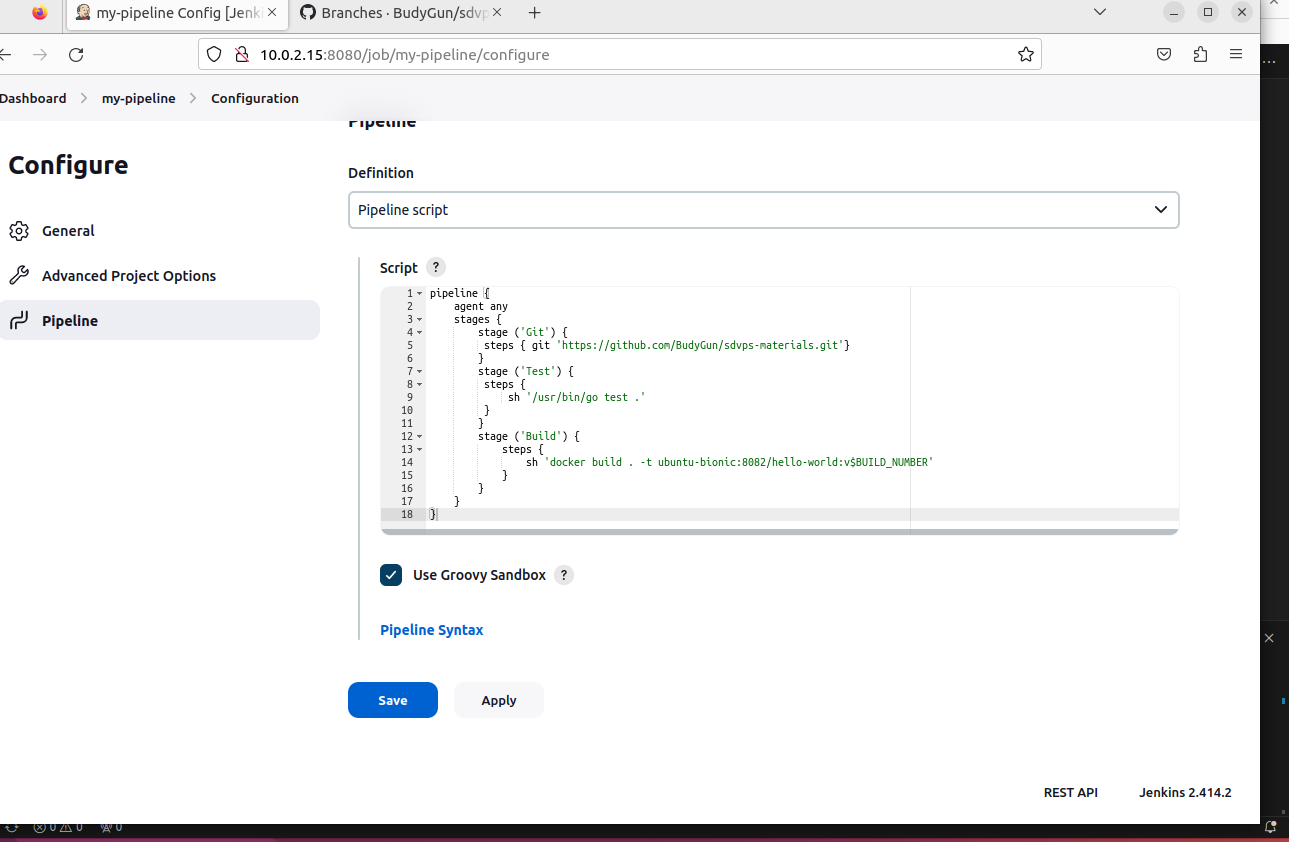 my-pipeline Config [Jenki
Branches · BudyGun/sdvp
10.0.2.15:8080/job/my-pipeline/configure
Dashboard > my-pipeline > Configuration
Pipeline
Configure
General
Advanced Project Options
Pipeline
Definition
Pipeline script
Script ?
1 pipeline {
2     agent any
3     stages {
4         stage ('Git') {
5          steps { git 'https://github.com/BudyGun/sdvps-materials.git'}
6         }
7         stage ('Test') {
8          steps {
9              sh '/usr/bin/go test .'
10          }
11         }
12         stage ('Build') {
13             steps {
14                 sh 'docker build . -t ubuntu-bionic:8082/hello-world:v$BUILD_NUMBER'
15             }
16         }
17     }
18 }
Use Groovy Sandbox ?
Pipeline Syntax
Save Apply
REST API Jenkins 2.414.2
0 0 0